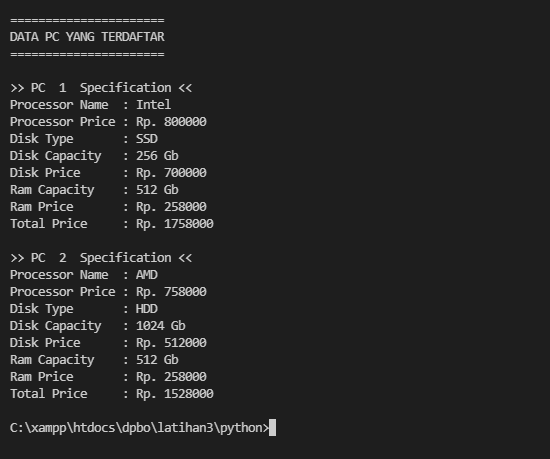 ======================
DATA PC YANG TERDAFTAR
======================
>> PC  1  Specification <<
Processor Name  : Intel
Processor Price : Rp. 800000
Disk Type       : SSD
Disk Capacity   : 256 Gb
Disk Price      : Rp. 700000
Ram Capacity    : 512 Gb
Ram Price       : Rp. 258000
Total Price     : Rp. 1758000
>> PC  2  Specification <<
Processor Name  : AMD
Processor Price : Rp. 758000
Disk Type       : HDD
Disk Capacity   : 1024 Gb
Disk Price      : Rp. 512000
Ram Capacity    : 512 Gb
Ram Price       : Rp. 258000
Total Price     : Rp. 1528000
C:\xampp\htdocs\dpbo\latihan3\python>